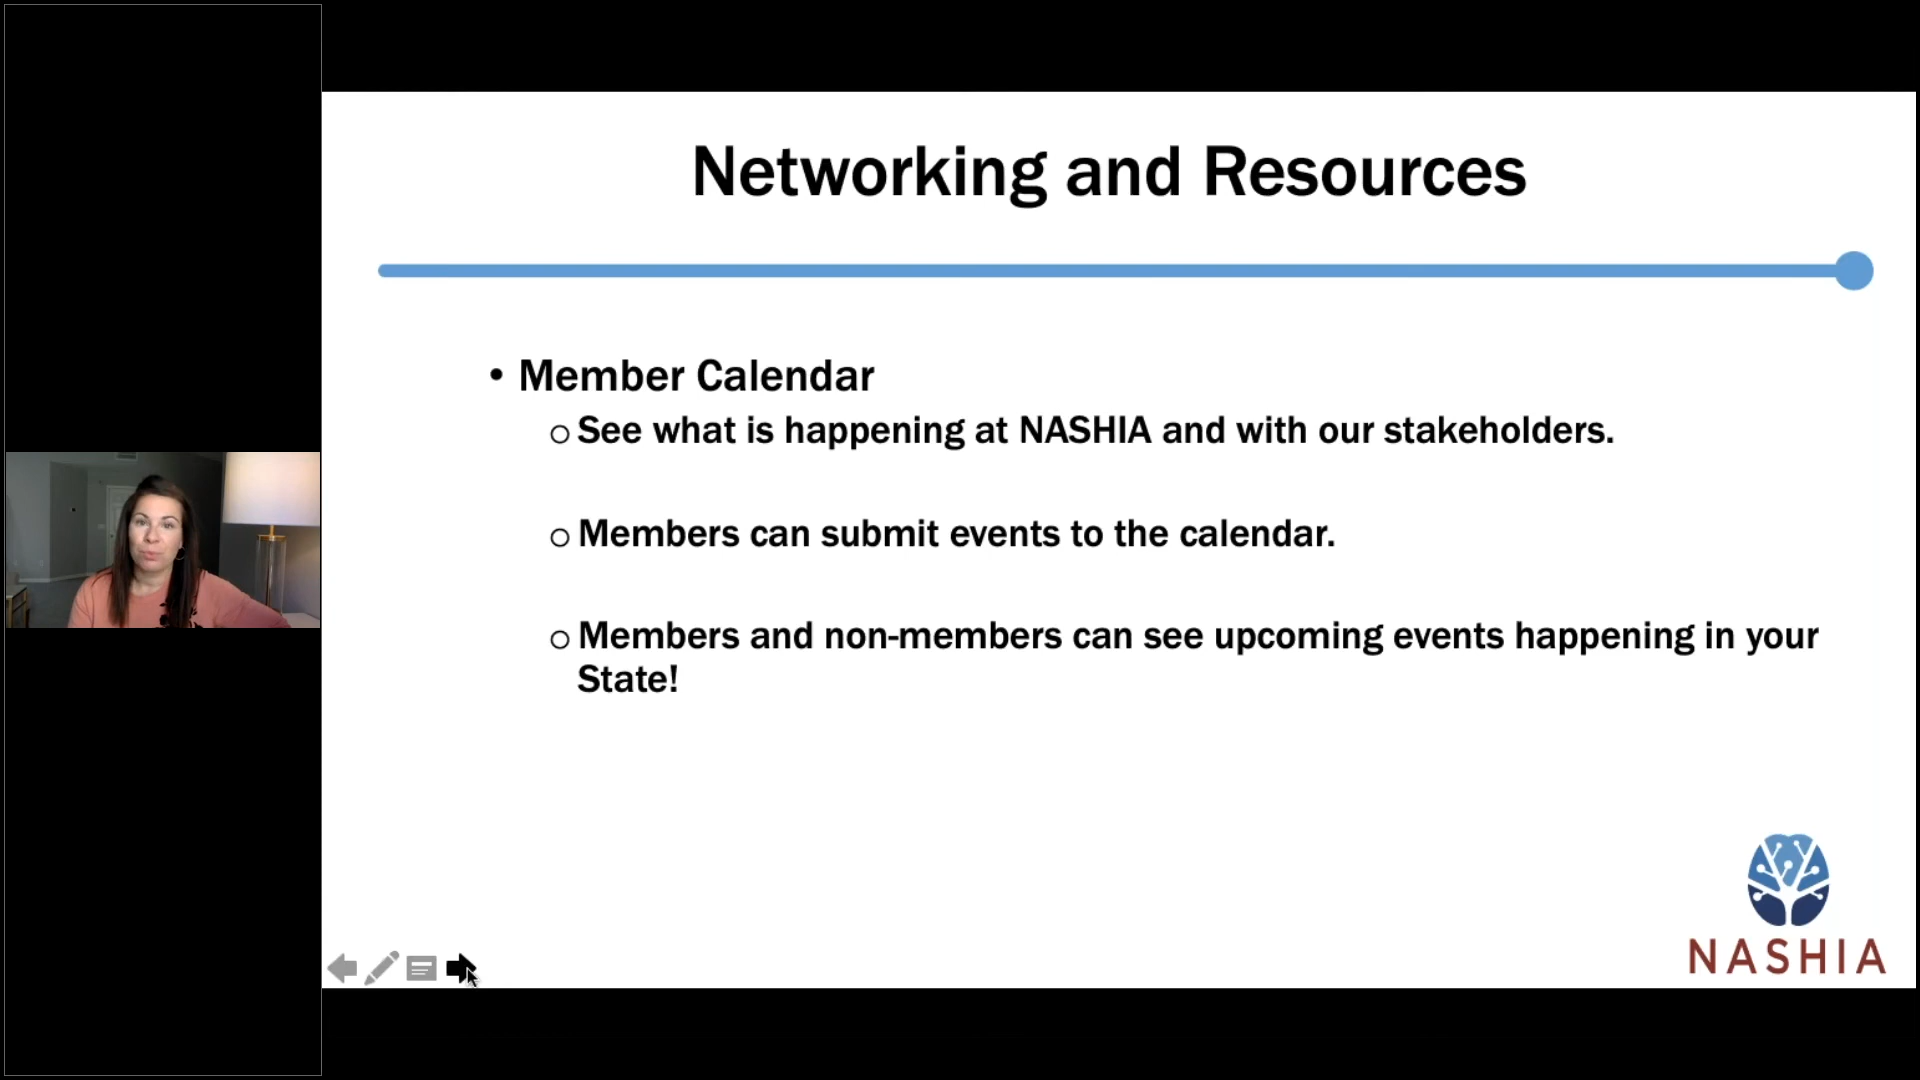 Networking and Resources
• Member Calendar
o See what is happening at NASHIA and with our stakeholders.
o Members can submit events to the calendar.
o Members and non-members can see upcoming events happening in your
State!
NASHIA